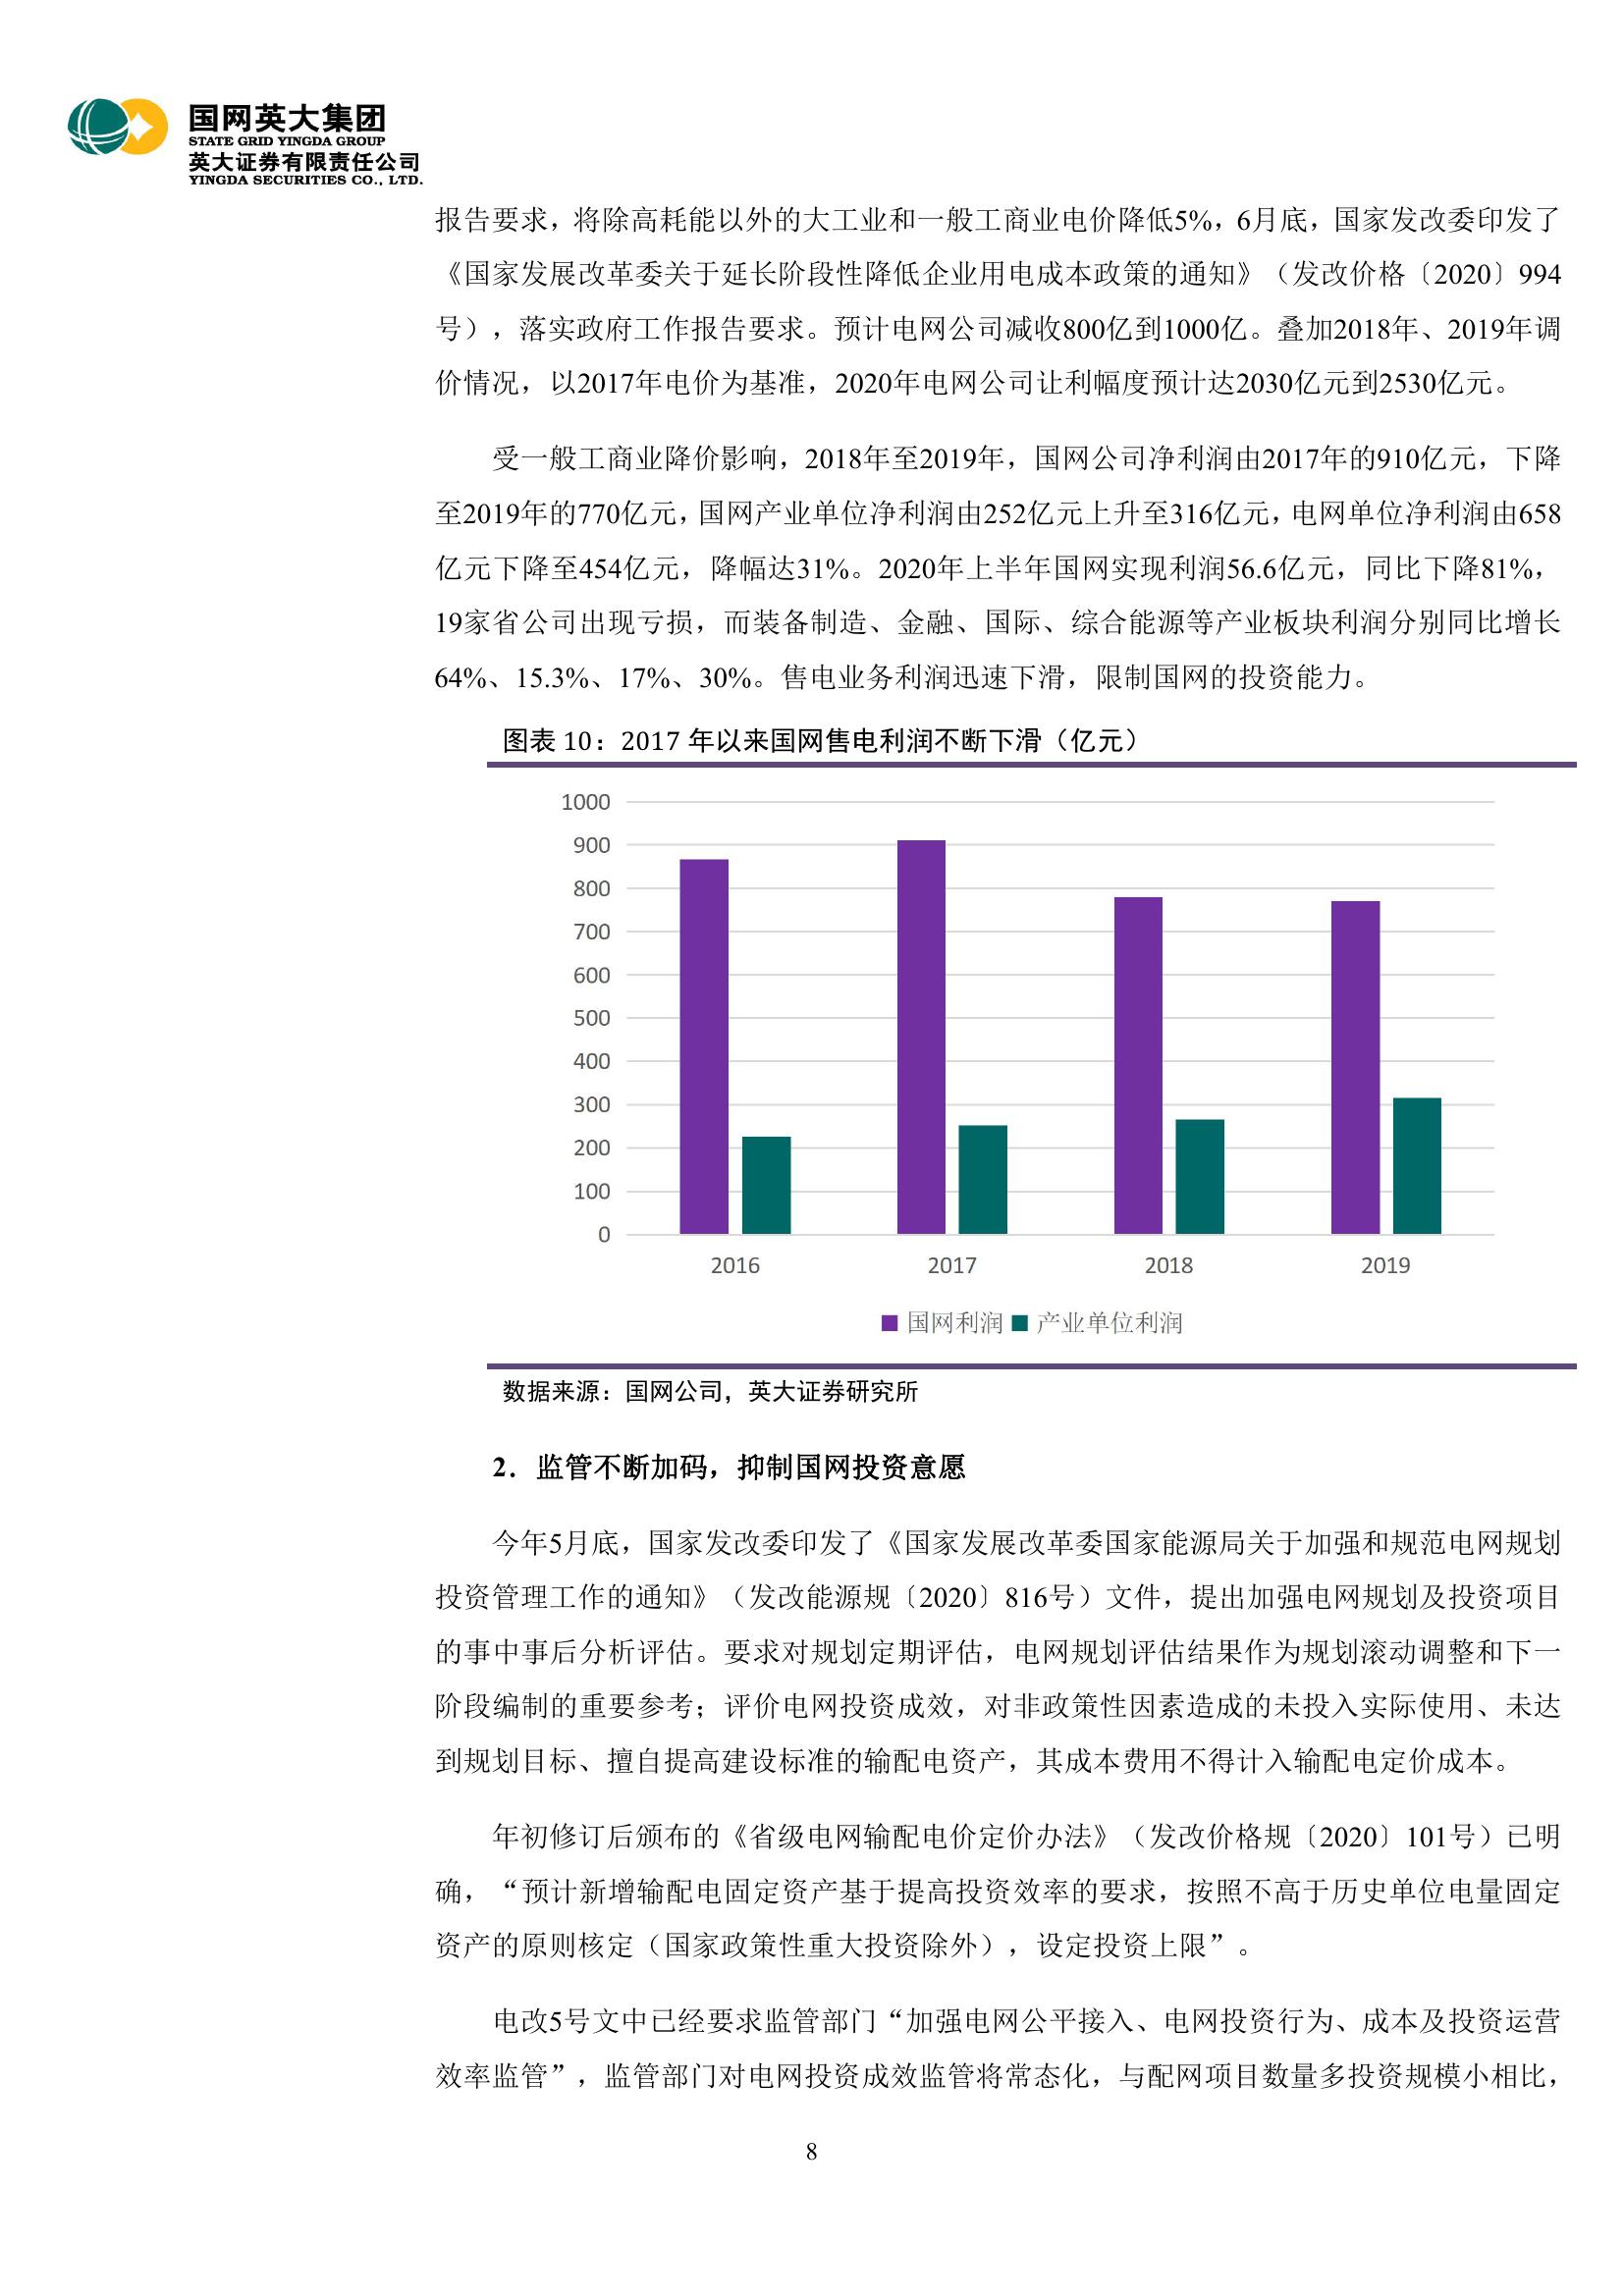 国网英大集团
STATE GRID YINGDA GROUP
英大证券有限责任公司
YINGDA SECURITIES CO., LTD.
报告要求，将除高耗能以外的大工业和一般工商业电价降低5%，6月底，国家发改委印发了
《国家发展改革委关于延长阶段性降低企业用电成本政策的通知》（发改价格〔2020〕994
号），落实政府工作报告要求。预计电网公司减收800亿到1000亿。叠加2018年、2019年调
价情况，以2017年电价为基准，2020年电网公司让利幅度预计达2030亿元到2530亿元。
受一般工商业降价影响，2018年至2019年，国网公司净利润由2017年的910亿元，下降
至2019年的770亿元，国网产业单位净利润由252亿元上升至316亿元，电网单位净利润由658
亿元下降至454亿元，降幅达31%。2020年上半年国网实现利润56.6亿元，同比下降81%，
19家省公司出现亏损，而装备制造、金融、国际、综合能源等产业板块利润分别同比增长
64%、15.3%、17%、30%。售电业务利润迅速下滑，限制国网的投资能力。
图表 10：2017 年以来国网售电利润不断下滑（亿元）
1000
900
800
700
600
500
400
300
200
100
0
2016 2017 2018 2019
国网利润 产业单位利润
数据来源：国网公司，英大证券研究所
2．监管不断加码，抑制国网投资意愿
今年5月底，国家发改委印发了《国家发展改革委国家能源局关于加强和规范电网规划
投资管理工作的通知》（发改能源规〔2020〕816号）文件，提出加强电网规划及投资项目
的事中事后分析评估。要求对规划定期评估，电网规划评估结果作为规划滚动调整和下一
阶段编制的重要参考；评价电网投资成效，对非政策性因素造成的未投入实际使用、未达
到规划目标、擅自提高建设标准的输配电资产，其成本费用不得计入输配电定价成本。
年初修订后颁布的《省级电网输配电价定价办法》（发改价格规〔2020〕101号）已明
确，“预计新增输配电固定资产基于提高投资效率的要求，按照不高于历史单位电量固定
资产的原则核定（国家政策性重大投资除外），设定投资上限”。
电改5号文中已经要求监管部门“加强电网公平接入、电网投资行为、成本及投资运营
效率监管”，监管部门对电网投资成效监管将常态化，与配网项目数量多投资规模小相比，
8